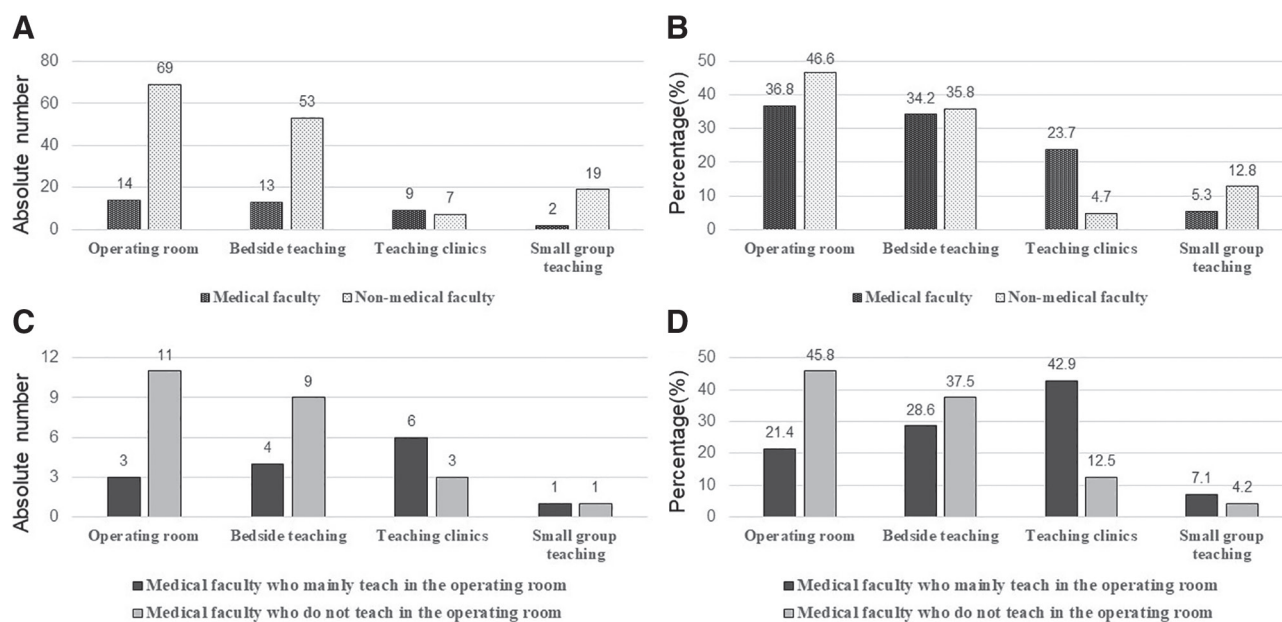 A
Absolute number
80
60
40
20
0
14
69
13
53
9
7
2
19
Operating room
Bedside teaching
Teaching clinics
Small group
teaching
Medical faculty
Non-medical faculty
B
Percentage(%)
50
40
30
20
10
0
36.8
46.6
34.2
35.8
23.7
4.7
5.3
12.8
Operating room
Bedside teaching
Teaching clinics
Small group
teaching
Medical faculty
Non-medical faculty
C
Absolute number
12
9
6
3
0
3
11
4
9
6
3
1
1
Operating room
Bedside teaching
Teaching clinics
Small group
teaching
Medical faculty who mainly teach in the operating room
Medical faculty who do not teach in the operating room
D
Percentage(%)
50
40
30
20
10
0
21.4
45.8
28.6
37.5
42.9
12.5
7.1
4.2
Operating room
Bedside teaching
Teaching clinics
Small group
teaching
Medical faculty who mainly teach in the operating room
Medical faculty who do not teach in the operating room